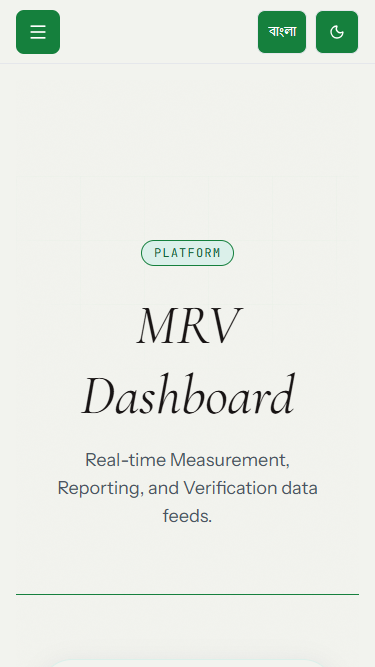 বাংলা
PLATFORM
MRV
Dashboard
Real-time Measurement,
Reporting, and Verification data
feeds.